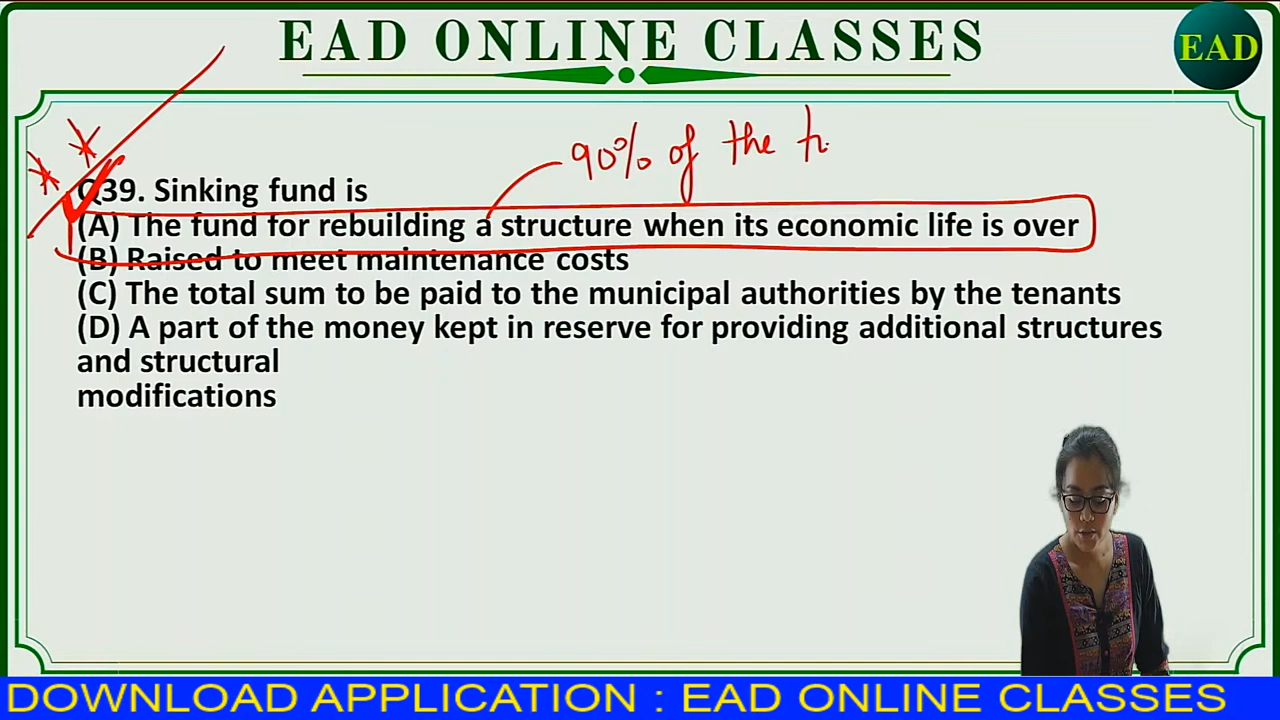 EAD ONLINE CLASSES
EAD
90% of the
Q39. Sinking fund is
(A) The fund for rebuilding a structure when its economic life is over
(B) Raised to meet maintenance costs
(C) The total sum to be paid to the municipal authorities by the tenants
(D) A part of the money kept in reserve for providing additional structures
and structural
modifications
DOWNLOAD APPLICATION : EAD ONLINE CLASSES